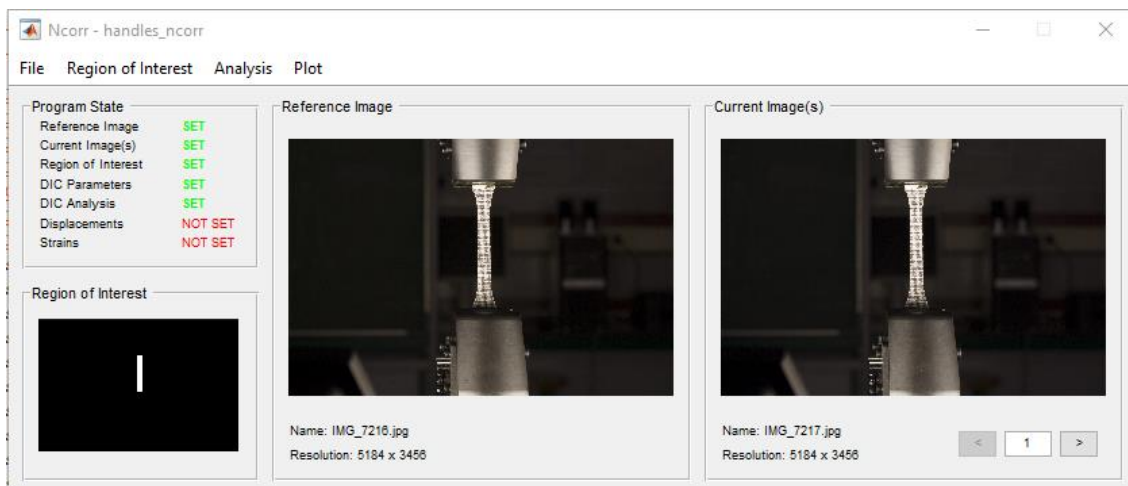 Ncorr - handles_ncorr
File Region of Interest Analysis Plot
Program State
Reference Image SET
Current Image(s) SET
Region of Interest SET
DIC Parameters SET
DIC Analysis SET
Displacements NOT SET
Strains NOT SET
Region of Interest
Reference Image
Name: IMG_7216.jpg
Resolution: 5184 x 3456
Current Image(s)
Name: IMG_7217.jpg
Resolution: 5184 x 3456
< 1 >